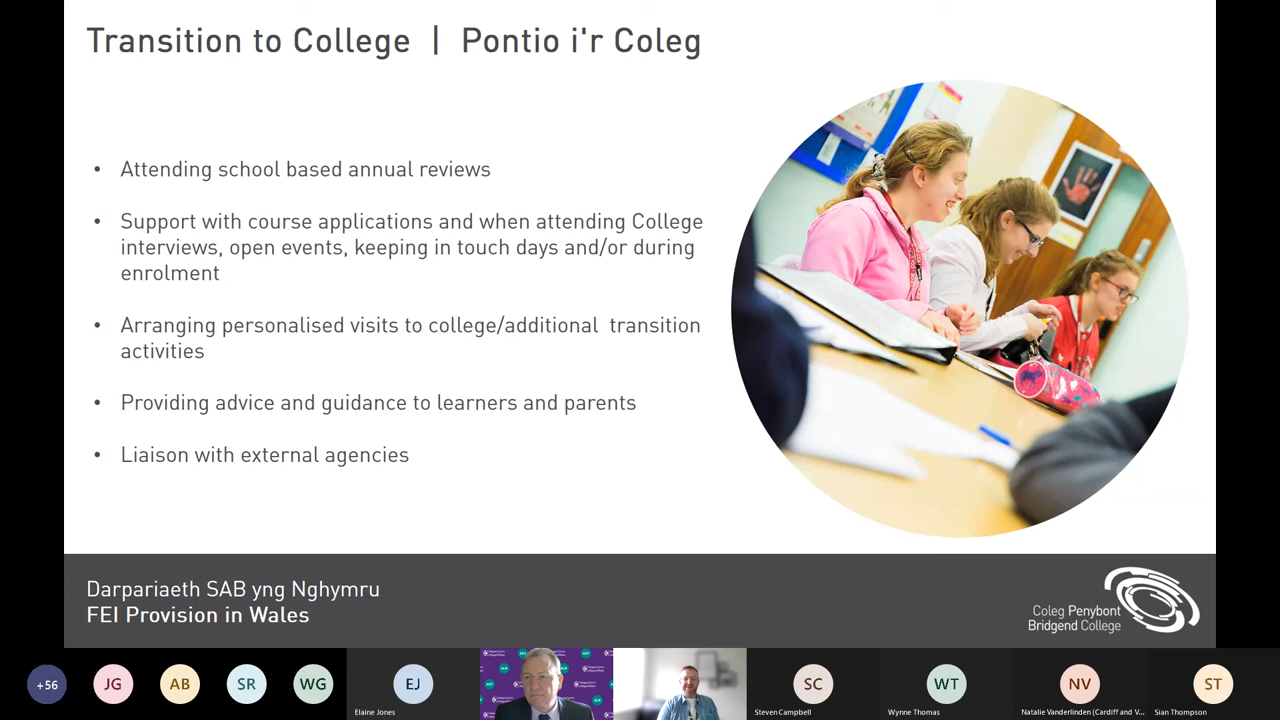 Transition to College | Pontio i'r Coleg
• Attending school based annual reviews
• Support with course applications and when attending College
interviews, open events, keeping in touch days and/or during
enrolment
• Arranging personalised visits to college/additional transition
activities
• Providing advice and guidance to learners and parents
• Liaison with external agencies
Darpariaeth SAB yng Nghymru
FEI Provision in Wales
Coleg Penybont
Bridgend College
+56
JG
AB
SR
WG
EJ
Elaine Jones
SC
Steven Campbell
WT
Wynne Thomas
NV
Natalie Vanderlinden (Cardiff and V...
ST
Sian Thompson